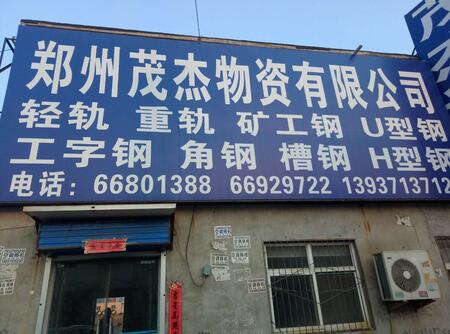 郑州茂杰物资有限公司
轻轨 重轨 矿工钢 U型钢
工字钢 角钢 槽钢 H型钢
电话：66801388 66929722 1393713712